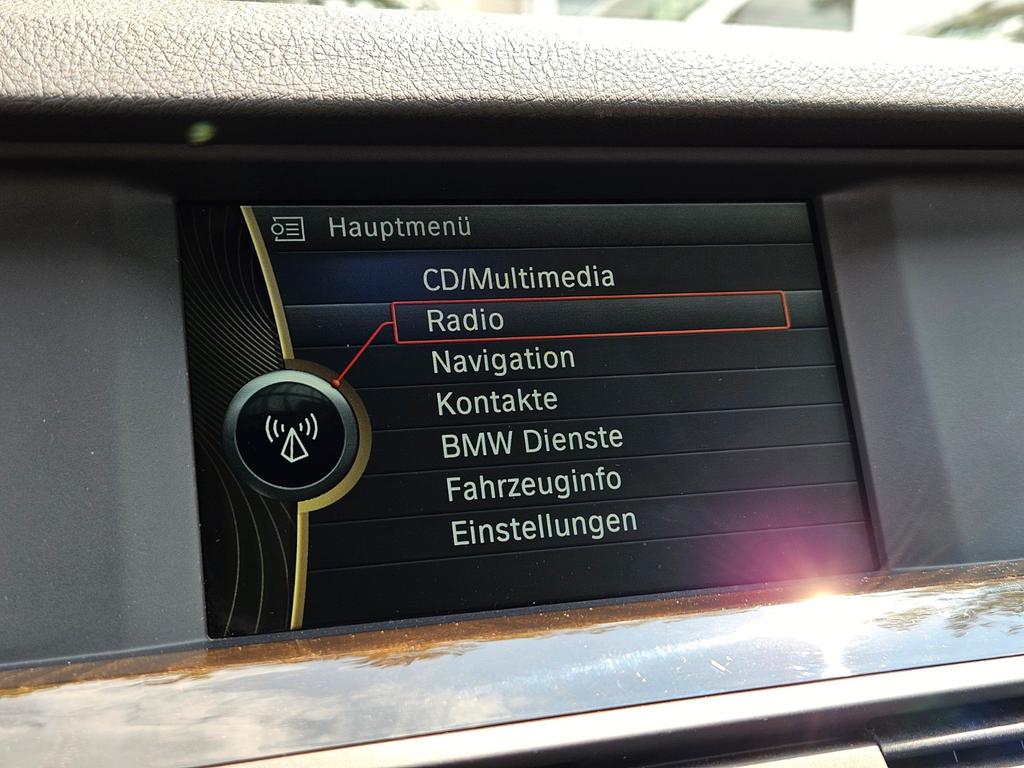 Hauptmenü
CD/Multimedia
Radio
Navigation
Kontakte
BMW Dienste
Fahrzeuginfo
Einstellungen